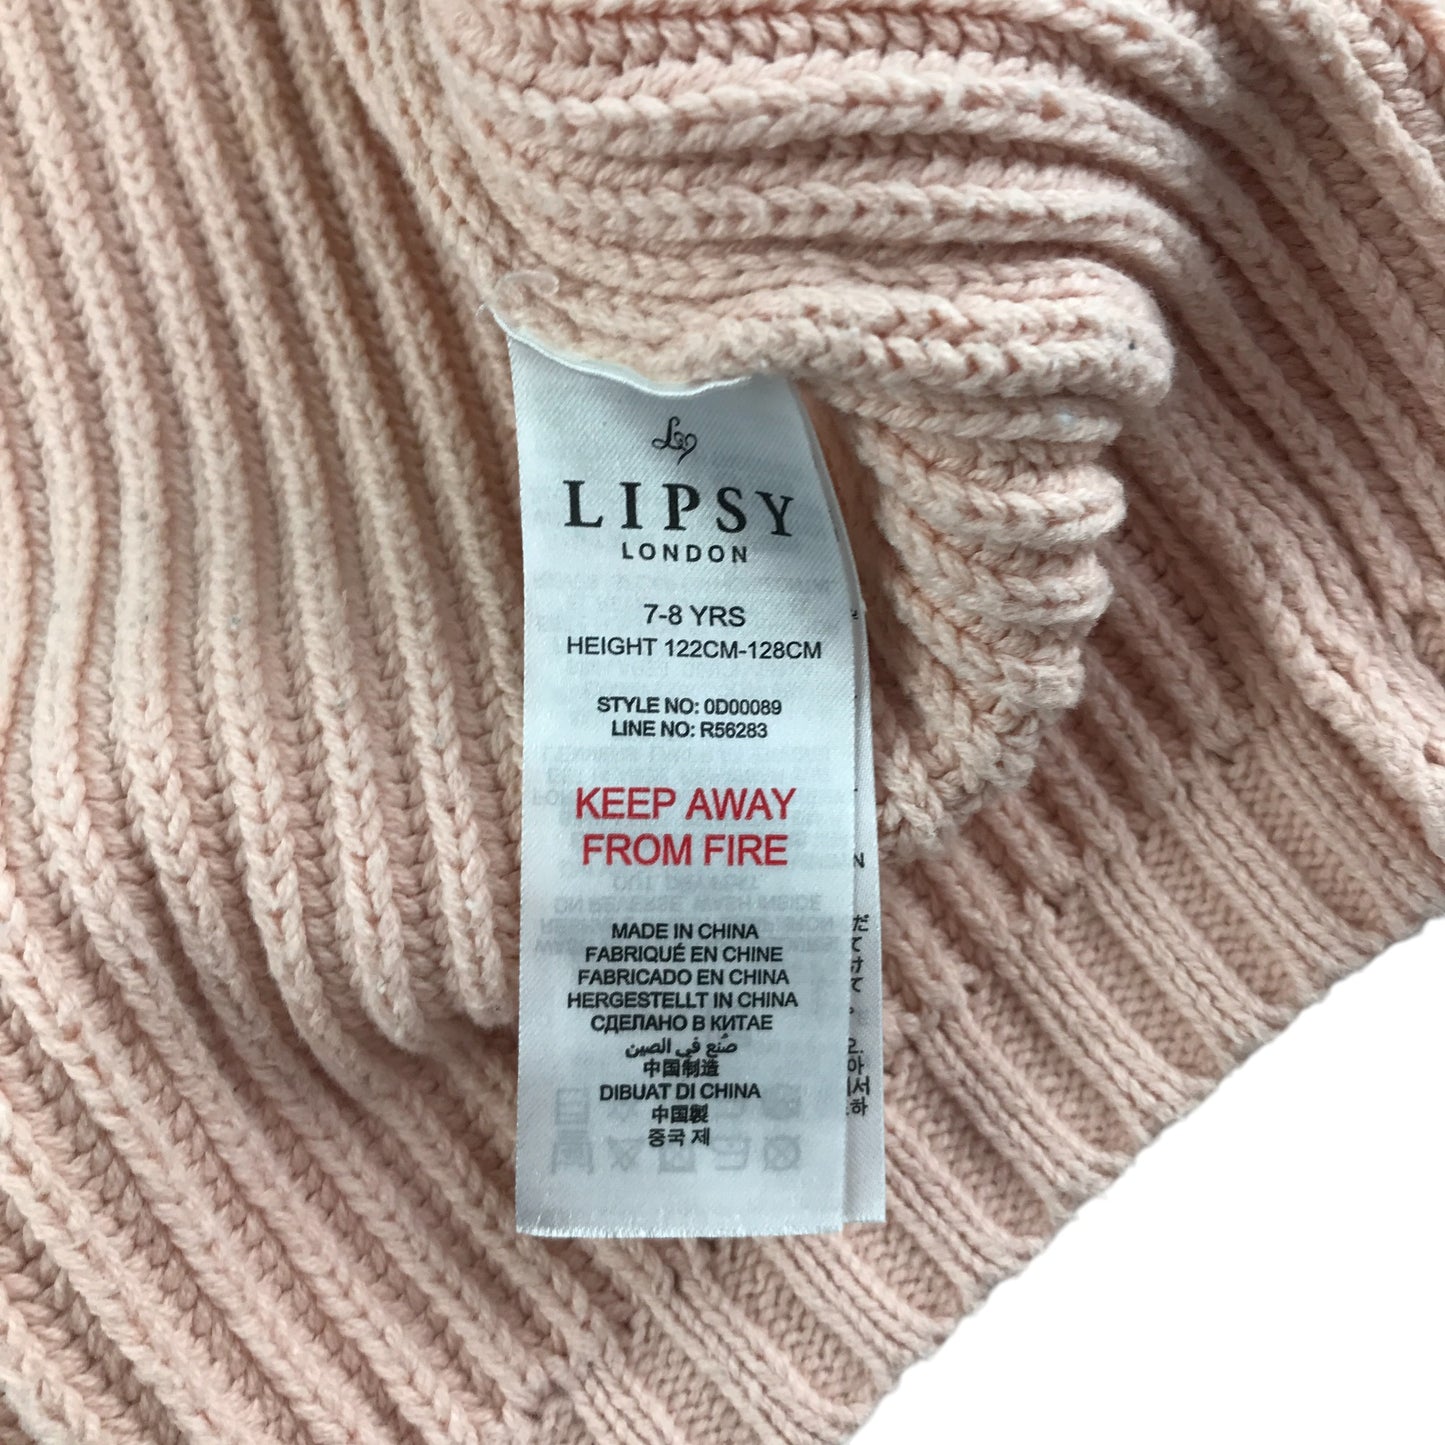 LIPSY
LONDON
7-8 YRS
HEIGHT 122CM-128CM
STYLE NO: 0D00089
LINE NO: R56283
KEEP AWAY
FROM FIRE
MADE IN CHINA
FABRIQUÉ EN CHINE
FABRICADO EN CHINA
HERGESTELLT IN CHINA
СДЕЛАНО В КИТАЕ
صُنع في الصين
中国制造
DIBUAT DI CHINA
中國製
중국 제